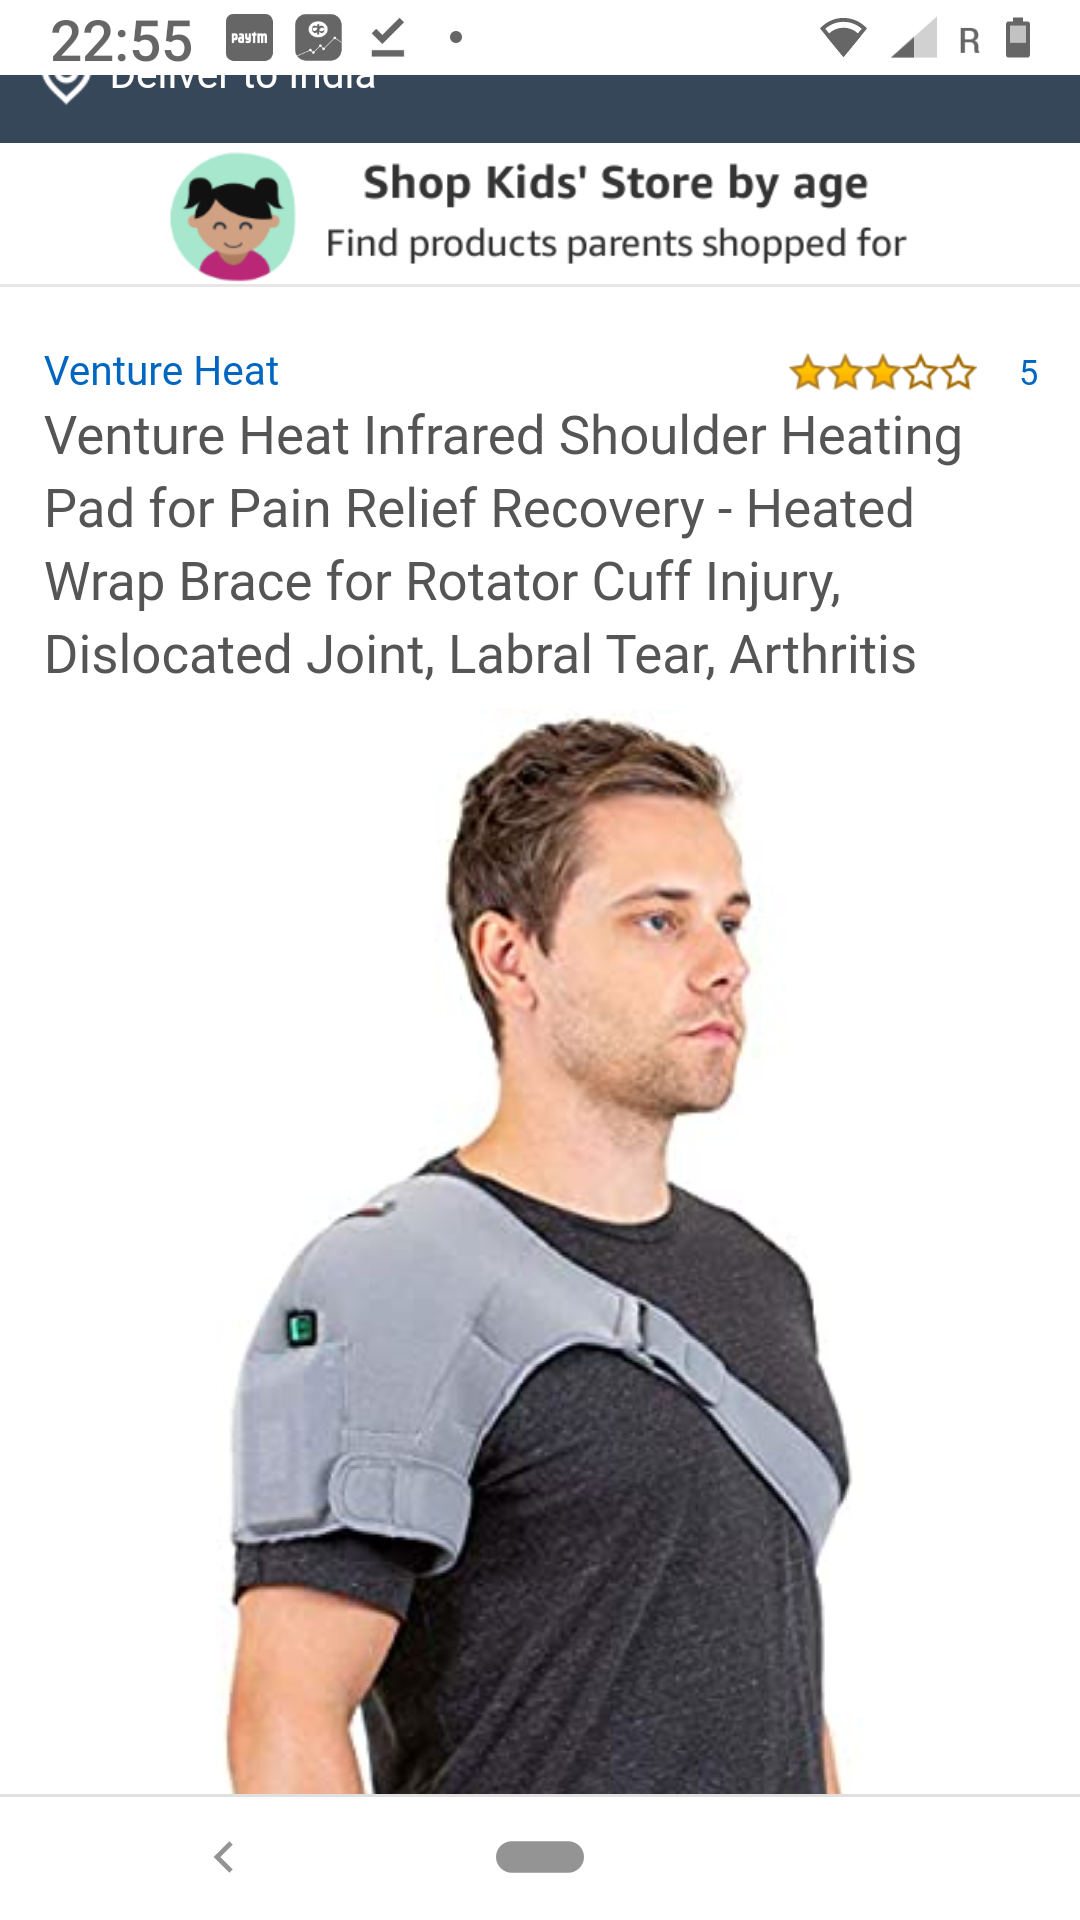 22:55 paytm R
Deliver to India
Shop Kids' Store by age
Find products parents shopped for
Venture Heat 5
Venture Heat Infrared Shoulder Heating
Pad for Pain Relief Recovery - Heated
Wrap Brace for Rotator Cuff Injury,
Dislocated Joint, Labral Tear, Arthritis